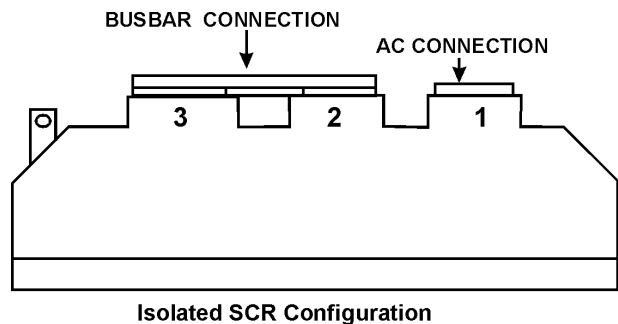 BUSBAR CONNECTION
AC CONNECTION
3 2 1
Isolated SCR Configuration